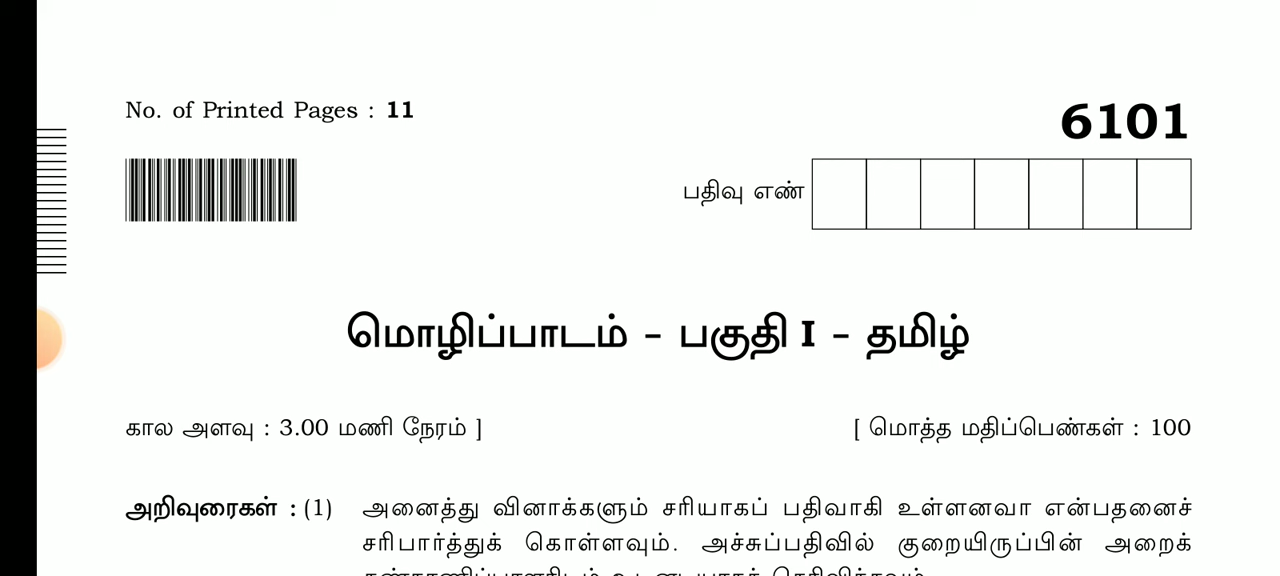 No. of Printed Pages : 11
6101
பதிவு எண்
மொழிப்பாடம் – பகுதி I – தமிழ்
கால அளவு : 3.00 மணி நேரம் ]
[ மொத்த மதிப்பெண்கள் : 100
அறிவுரைகள் : (1) அனைத்து வினாக்களும் சரியாகப் பதிவாகி உள்ளனவா என்பதனைச்
சரிபார்த்துக் கொள்ளவும். அச்சுப்பதிவில் குறையிருப்பின் அறைக்